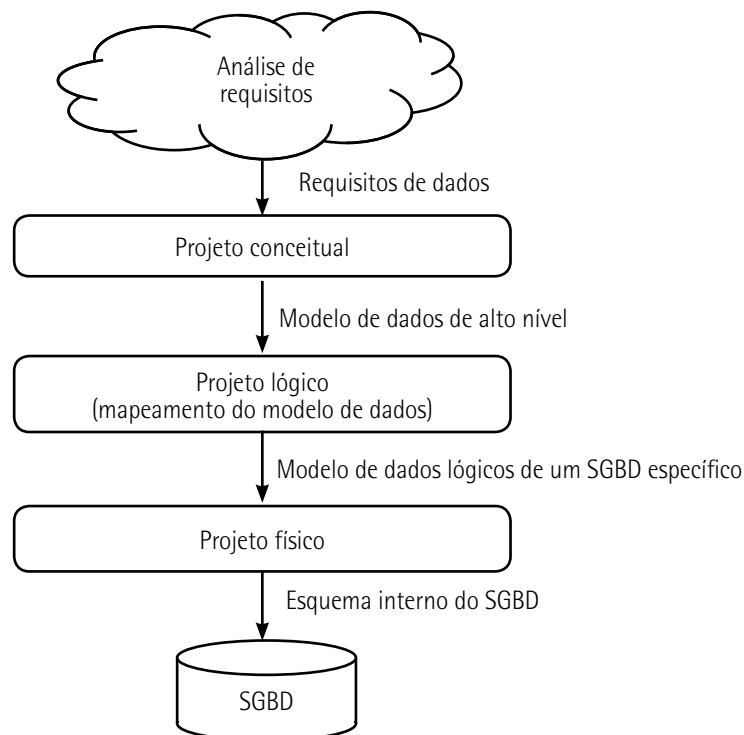 Análise de
requisitos
Requisitos de dados
Projeto conceitual
Modelo de dados de alto nível
Projeto lógico
(mapeamento do modelo de dados)
Modelo de dados lógicos de um SGBD específico
Projeto físico
Esquema interno do SGBD
SGBD